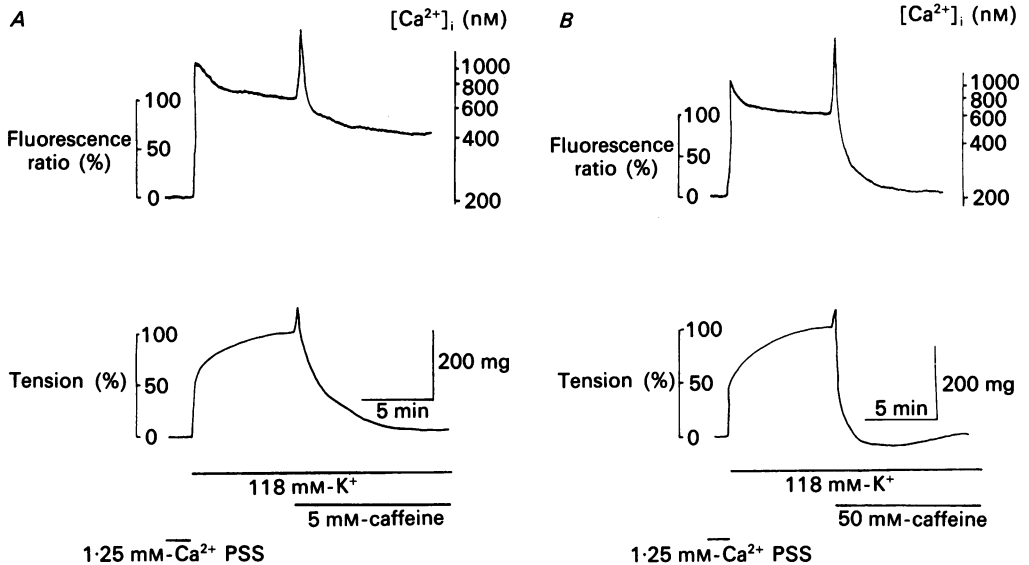 A
[Ca²⁺]ᵢ (nM)
1000
800
600
400
200
Fluorescence
ratio (%)
100
50
0
Tension (%)
100
50
0
200 mg
5 min
118 mM-K⁺
5 mM-caffeine
1·25 mM-Ca²⁺ PSS
B
[Ca²⁺]ᵢ (nM)
1000
800
600
400
200
Fluorescence
ratio (%)
100
50
0
Tension (%)
100
50
0
200 mg
5 min
118 mM-K⁺
50 mM-caffeine
1·25 mM-Ca²⁺ PSS